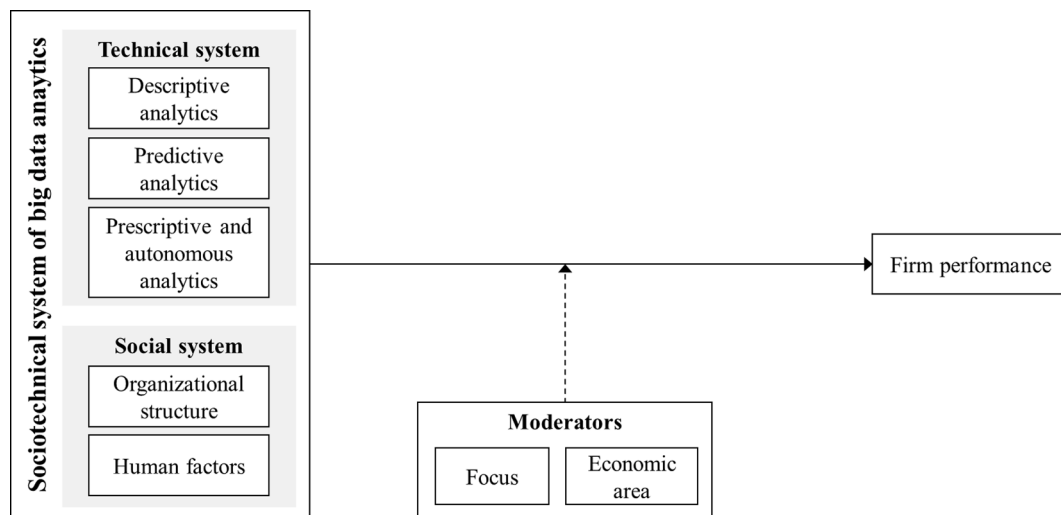 Sociotechnical system of big data anaytics
Technical system
Descriptive
analytics
Predictive
analytics
Prescriptive and
autonomous
analytics
Social system
Organizational
structure
Human factors
Moderators
Focus
Economic
area
Firm performance